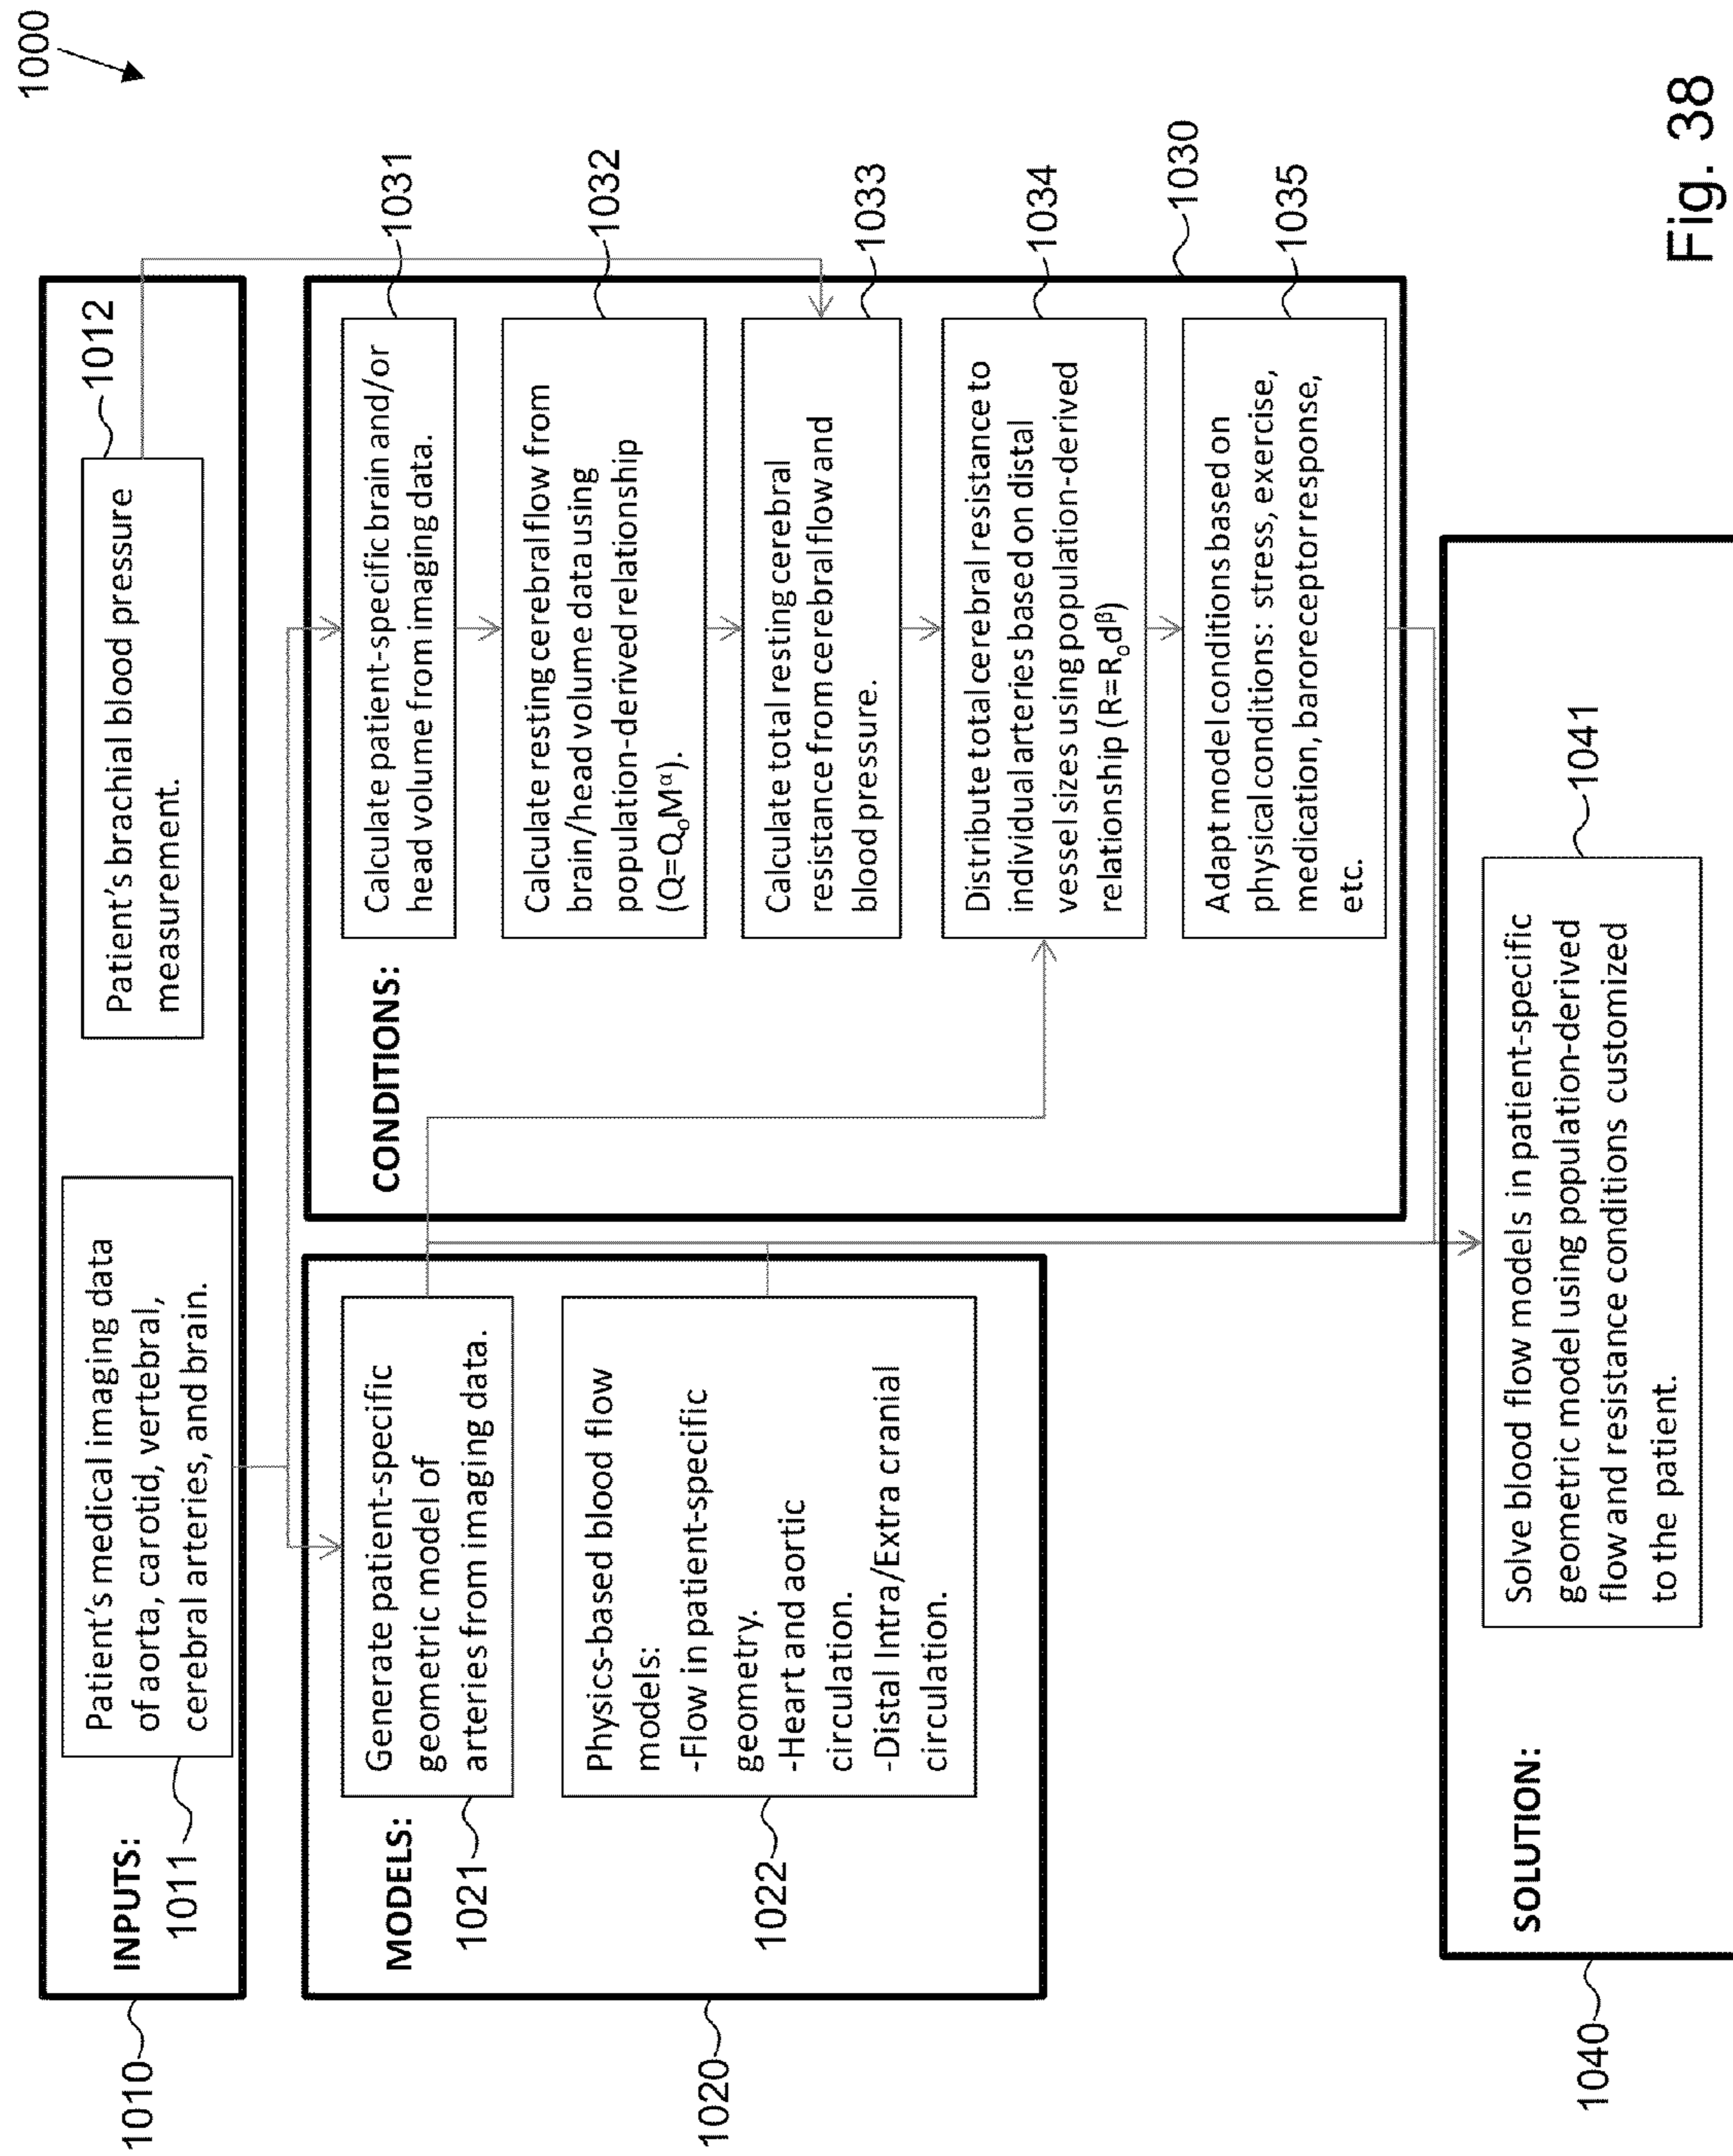 1000
1010
INPUTS:
1011
Patient's medical imaging data
of aorta, carotid, vertebral,
cerebral arteries, and brain.
1012
Patient's brachial blood pressure
measurement.
1020
MODELS:
1021
Generate patient-specific
geometric model of
arteries from imaging data.
1022
Physics-based blood flow
models:
-Flow in patient-specific
geometry.
-Heart and aortic
circulation.
-Distal Intra/Extra cranial
circulation.
CONDITIONS:
1031
Calculate patient-specific brain and/or
head volume from imaging data.
1032
Calculate resting cerebral flow from
brain/head volume data using
population-derived relationship
(Q=Q₀M^α).
1033
Calculate total resting cerebral
resistance from cerebral flow and
blood pressure.
1034
Distribute total cerebral resistance to
individual arteries based on distal
vessel sizes using population-derived
relationship (R=R₀d^β)
1030
1035
Adapt model conditions based on
physical conditions: stress, exercise,
medication, baroreceptor response,
etc.
1040
SOLUTION:
1041
Solve blood flow models in patient-specific
geometric model using population-derived
flow and resistance conditions customized
to the patient.
Fig. 38